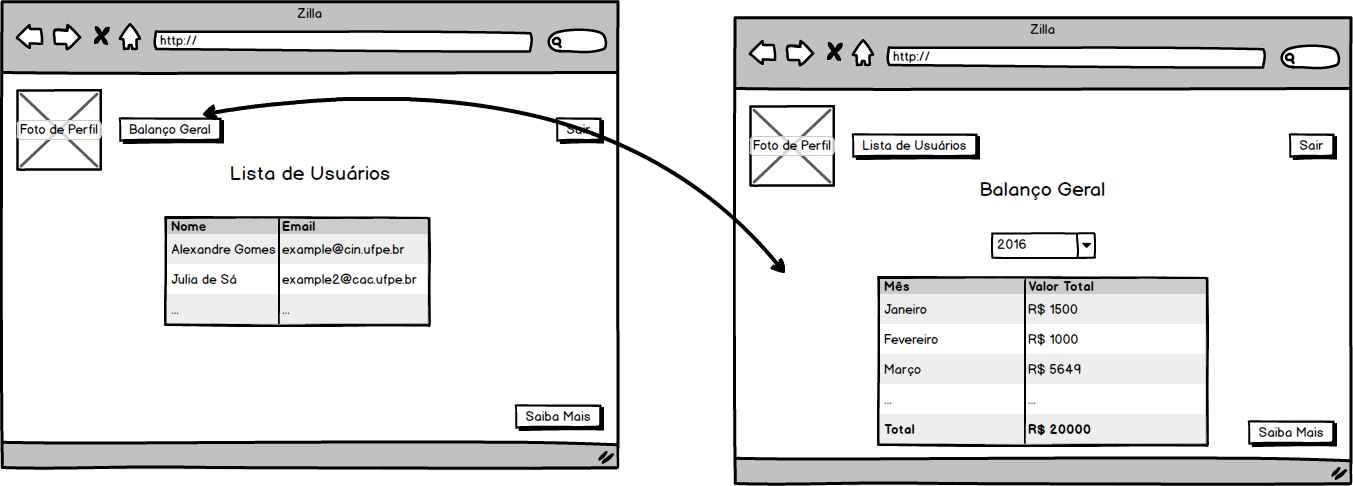 Zilla
http://
Foto de Perfil
Balanço Geral
Sair
Lista de Usuários
Nome Email
Alexandre Gomes example@cin.ufpe.br
Julia de Sá example2@cac.ufpe.br
... ...
Saiba Mais
Zilla
http://
Foto de Perfil
Lista de Usuários
Sair
Balanço Geral
2016
Mês Valor Total
Janeiro R$ 1500
Fevereiro R$ 1000
Março R$ 5649
... ...
Total R$ 20000
Saiba Mais